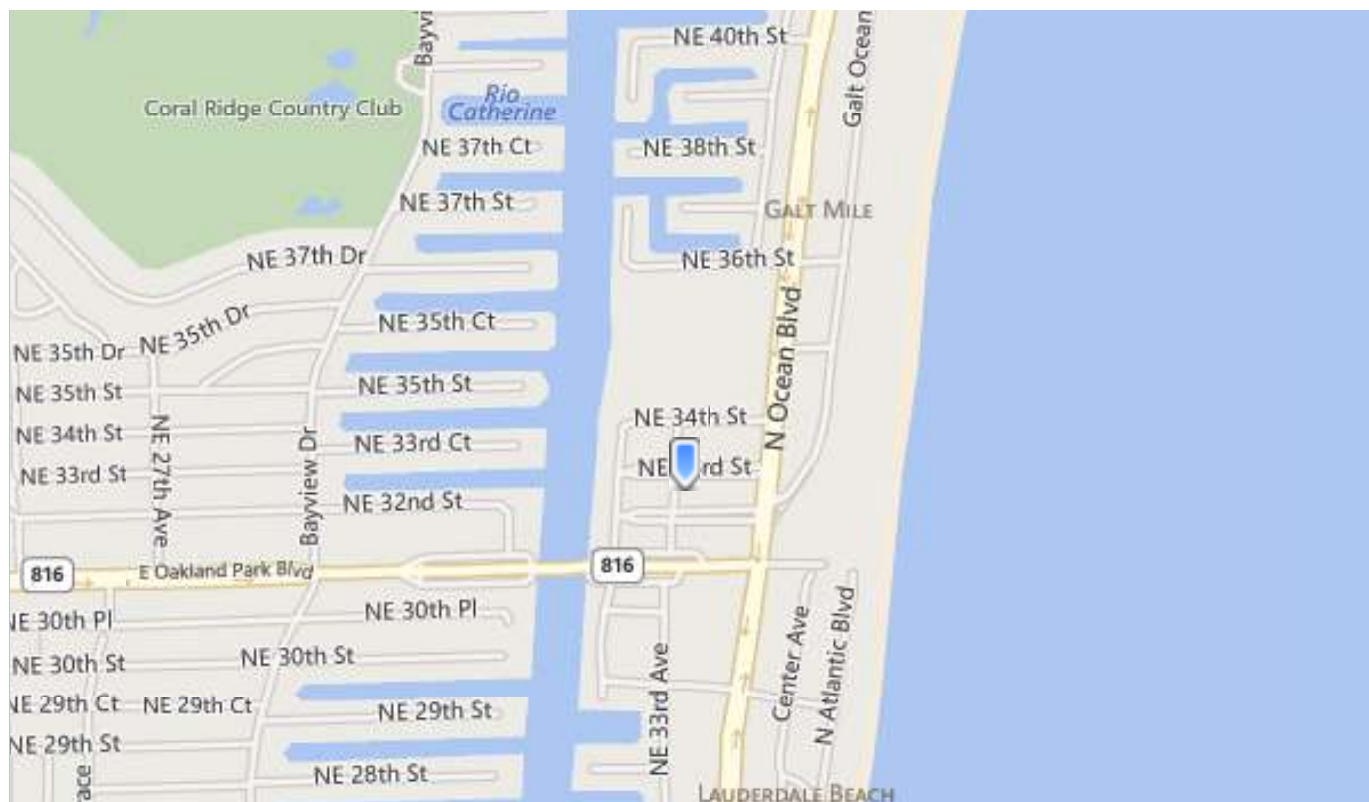 NE 40th St
Bayvi
Galt Ocean
Coral Ridge Country Club
Rio
Catherine
NE 37th Ct
NE 38th St
NE 37th St
GALT MILE
NE 37th Dr
NE 36th St
NE 35th Dr
NE 35th Ct
N Ocean Blvd
NE 35th Dr
NE 35th St
NE 35th St
NE 34th St
NE 34th St
NE 27th Ave
Bayview Dr
NE 33rd Ct
NE 33rd St
NE rd St
NE 32nd St
816
816
E Oakland Park Blvd
NE 30th Pl
NE 30th Pl
NE 30th St
NE 30th St
NE 33rd Ave
Center Ave
N Atlantic Blvd
NE 29th Ct
NE 29th Ct
NE 29th St
NE 29th St
NE 28th St
race
LAUDERDALE BEACH